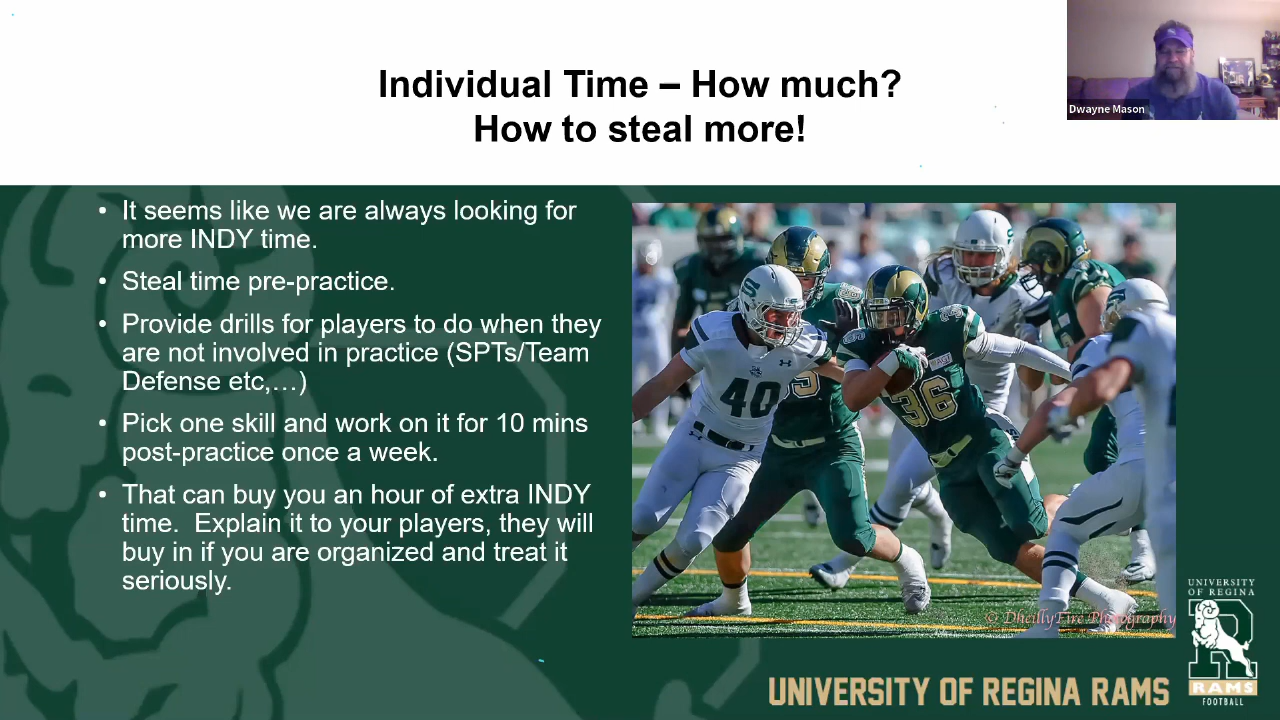 Individual Time – How much?
How to steal more!
Dwayne Mason
• It seems like we are always looking for
more INDY time.
• Steal time pre-practice.
• Provide drills for players to do when they
are not involved in practice (SPTs/Team
Defense etc,…)
• Pick one skill and work on it for 10 mins
post-practice once a week.
• That can buy you an hour of extra INDY
time.  Explain it to your players, they will
buy in if you are organized and treat it
seriously.
S
40
36
© DheillyFire Photography
UNIVERSITY
OF REGINA
R
RAMS
FOOTBALL
UNIVERSITY OF REGINA RAMS